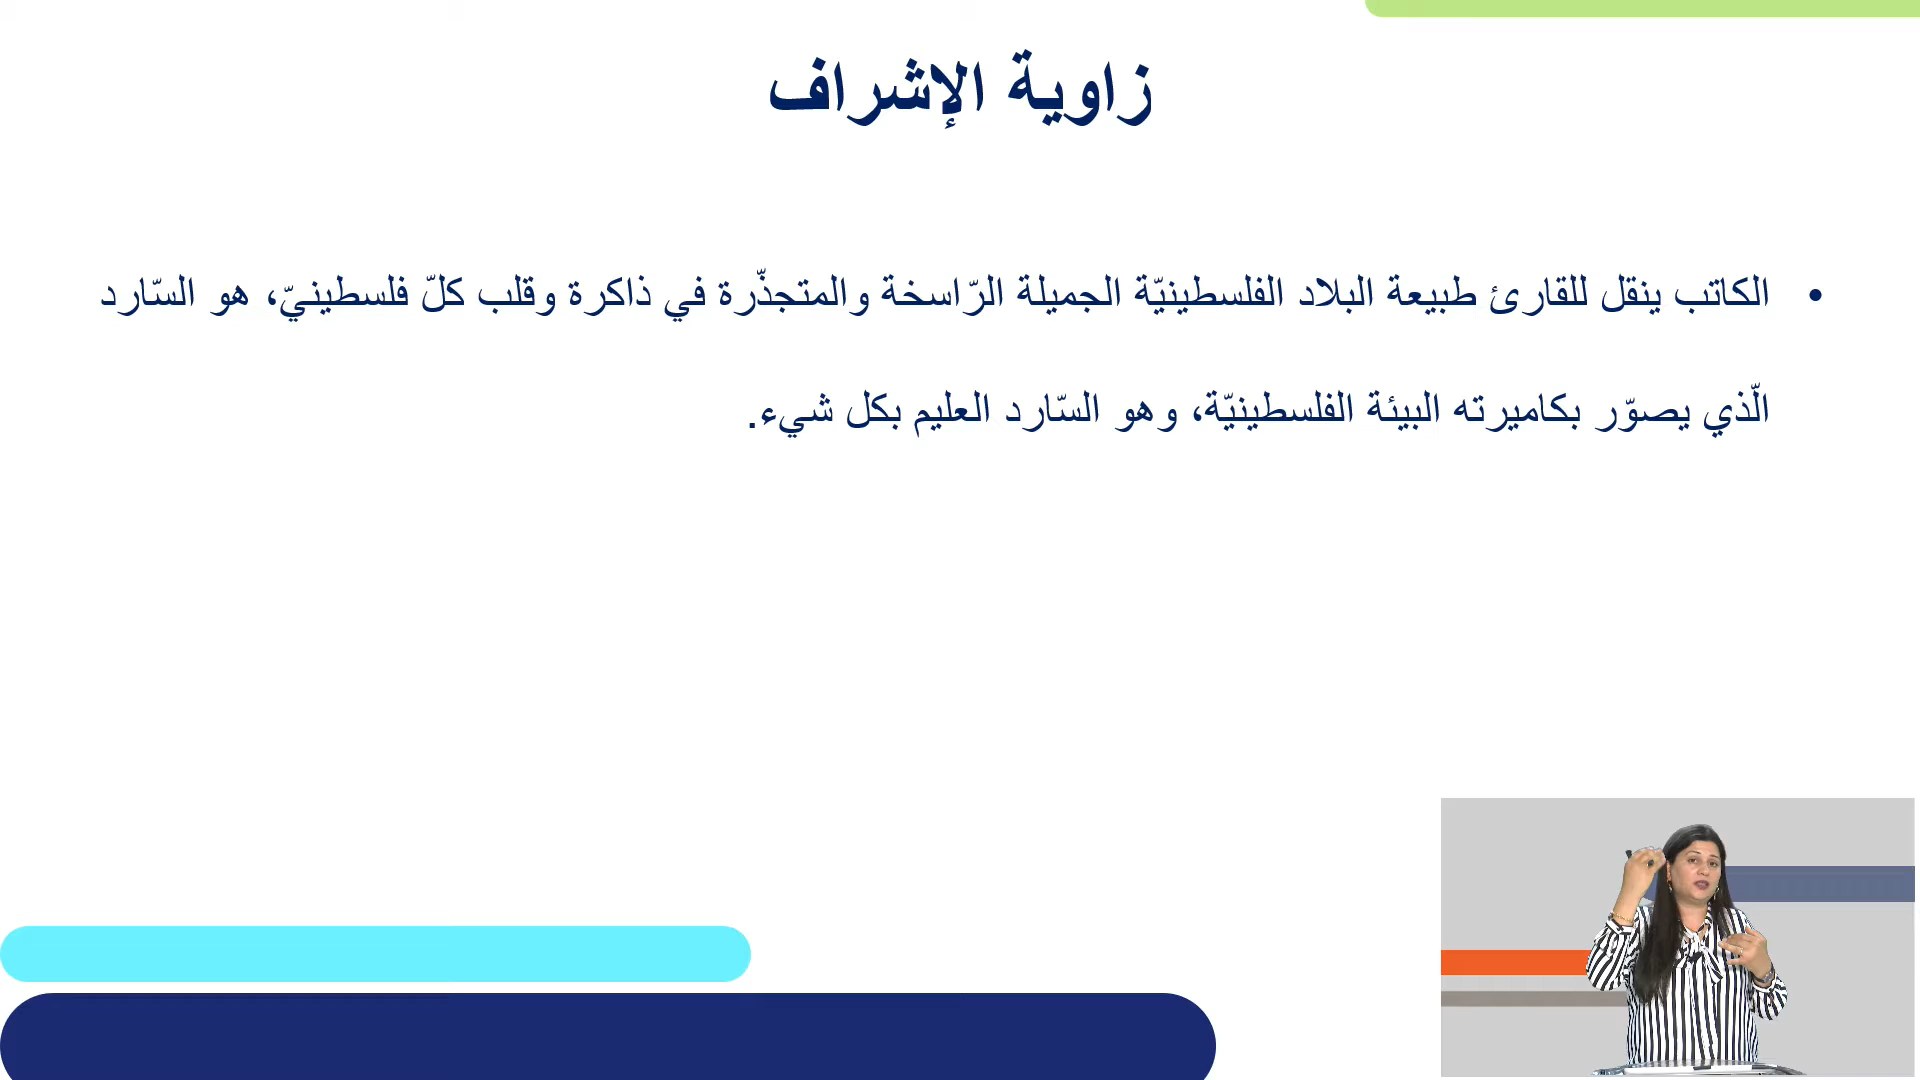 زاوية الإشراف
• الكاتب ينقل للقارئ طبيعة البلاد الفلسطينيّة الجميلة الرّاسخة والمتجذّرة في ذاكرة وقلب كلّ فلسطينيّ، هو السّارد
الّذي يصوّر بكاميرته البيئة الفلسطينيّة، وهو السّارد العليم بكل شيء.